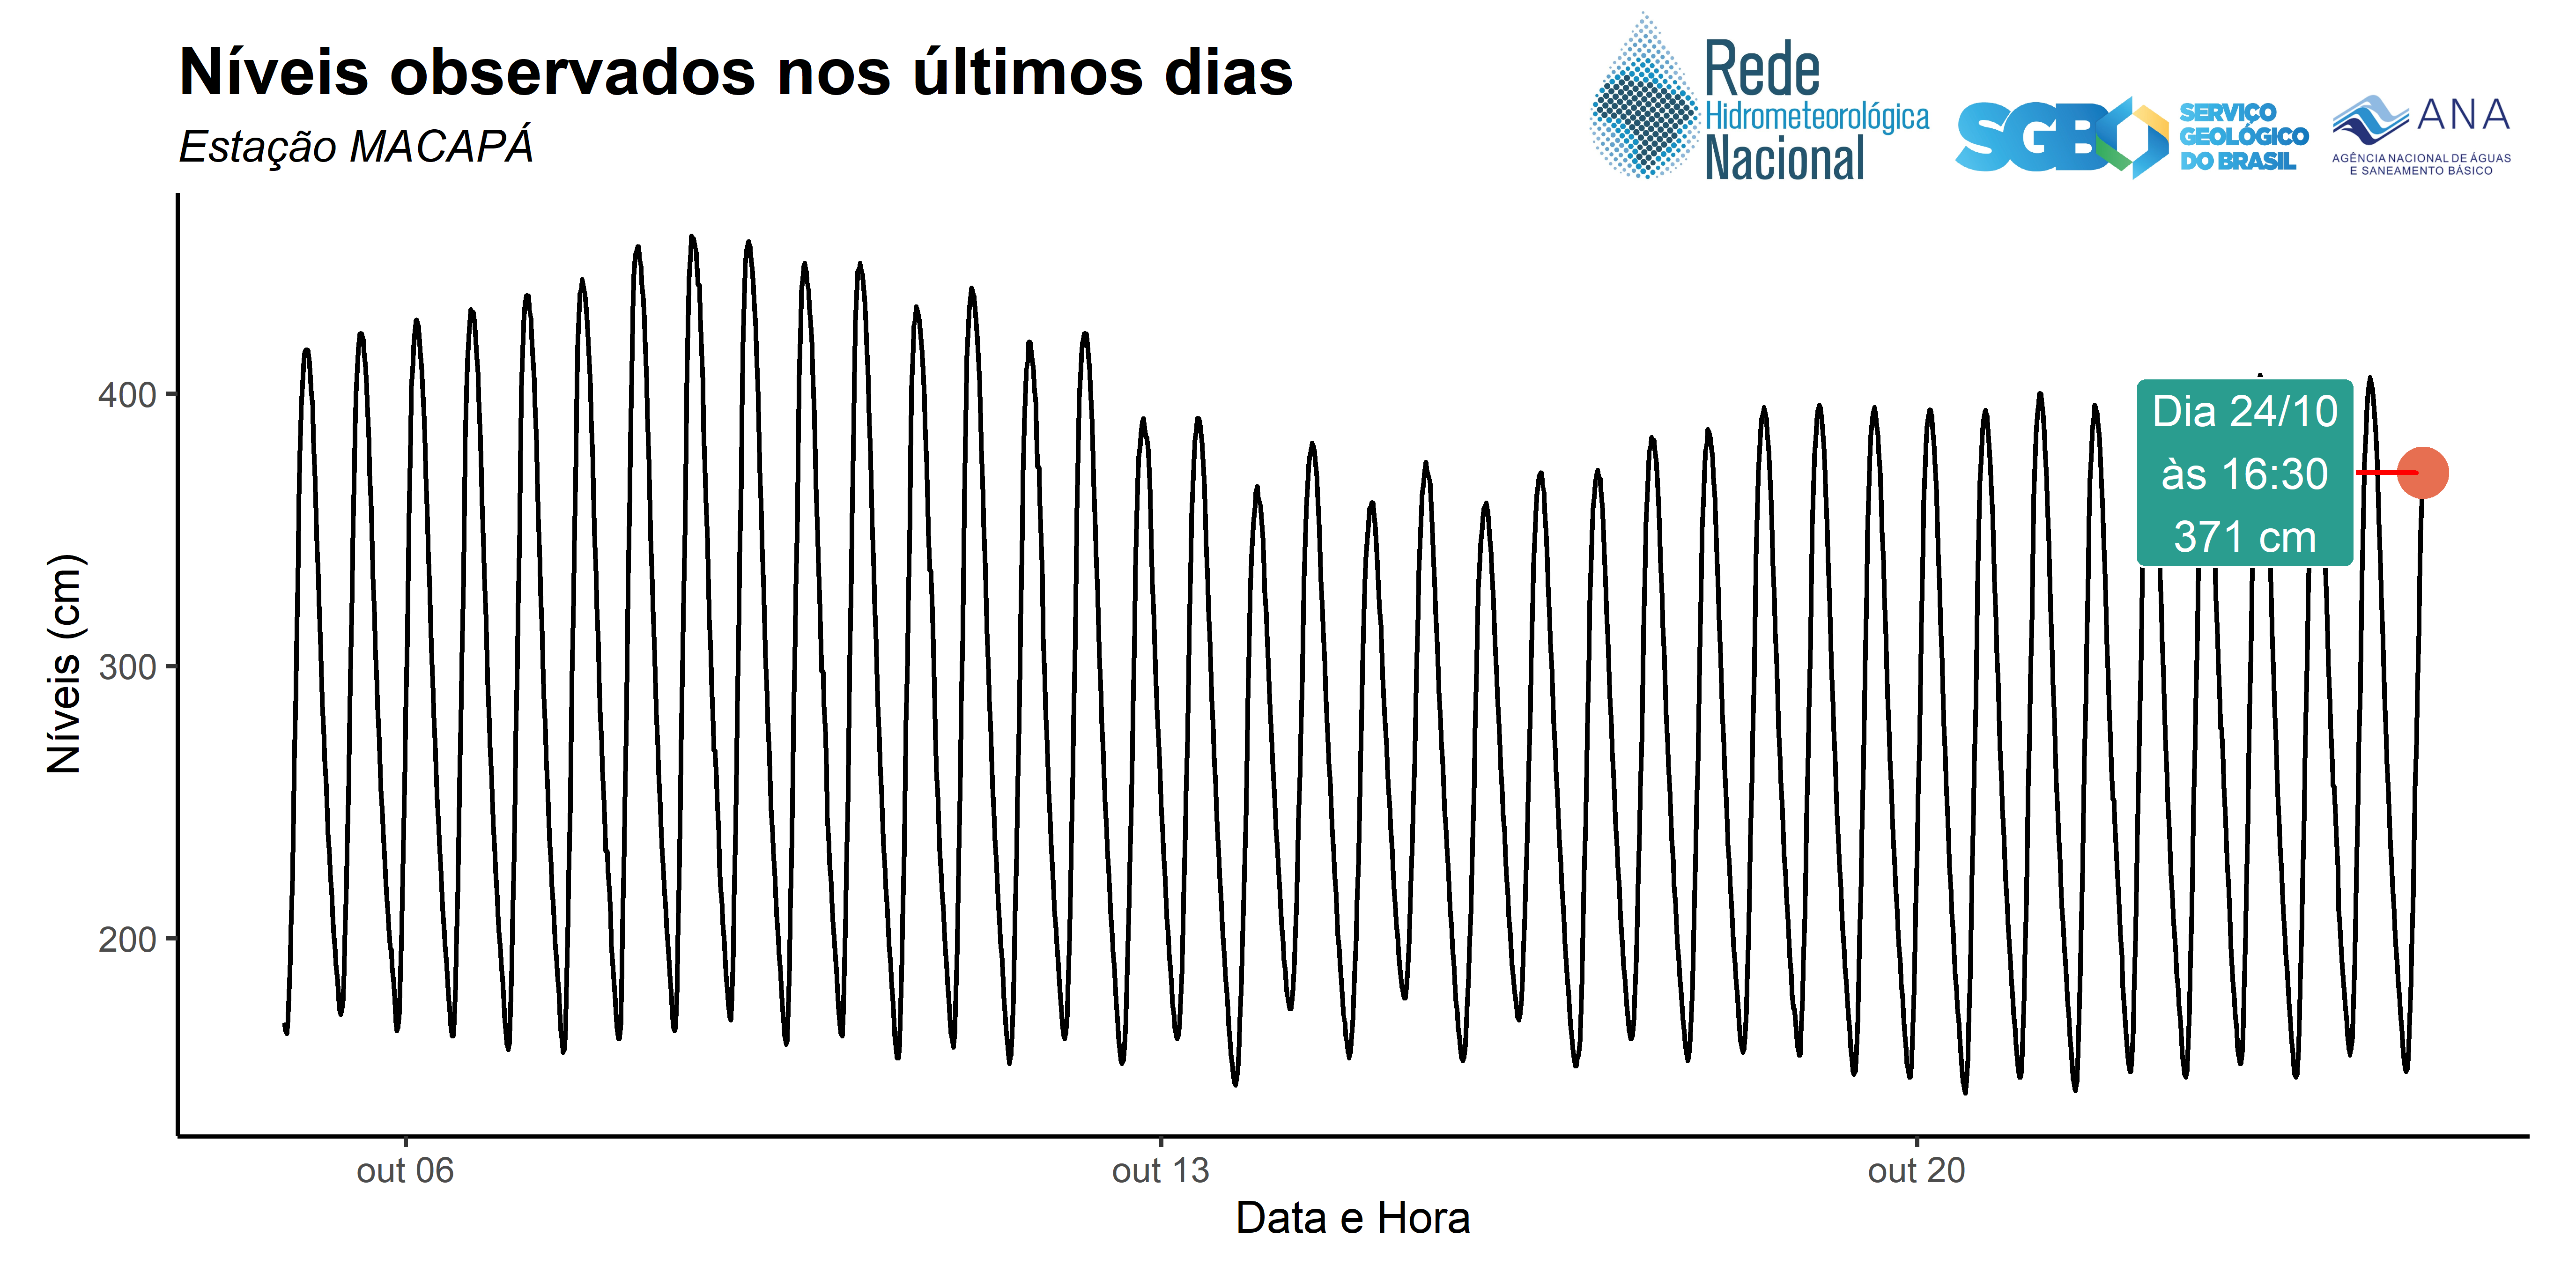 Níveis observados nos últimos dias
Estação MACAPÁ
Rede
Hidrometeorológica
Nacional
SGB
SERVIÇO
GEOLÓGICO
DO BRASIL
ANA
AGÊNCIA NACIONAL DE ÁGUAS
E SANEAMENTO BÁSICO
Níveis (cm)
400
300
200
Dia 24/10
às 16:30
371 cm
out 06
out 13
out 20
Data e Hora